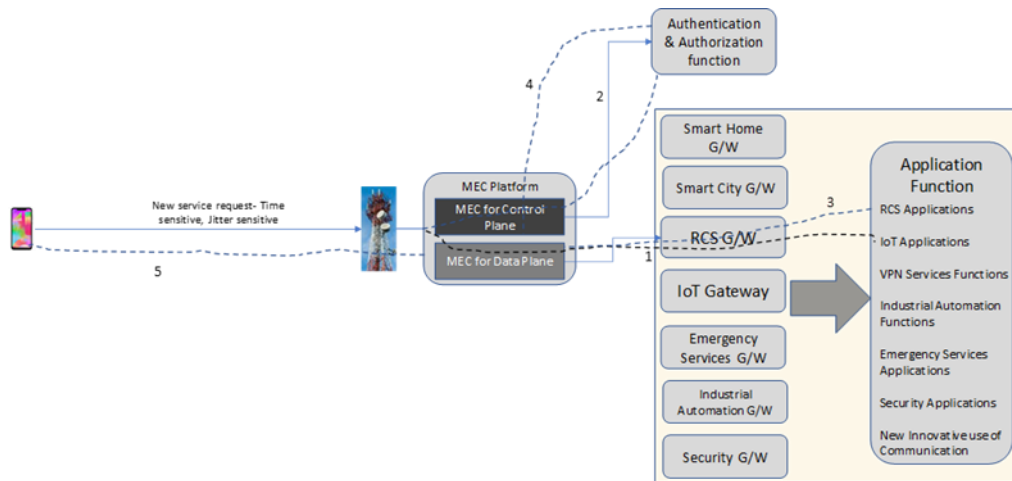 Authentication
& Authorization
function
4
2
New service request- Time
sensitive, Jitter sensitive
5
MEC Platform
MEC for Control
Plane
MEC for Data Plane
1
3
Smart Home
G/W
Smart City G/W
RCS G/W
IoT Gateway
Emergency
Services G/W
Industrial
Automation G/W
Security G/W
Application
Function
RCS Applications
IoT Applications
VPN Services Functions
Industrial Automation
Functions
Emergency Services
Applications
Security Applications
New Innovative use of
Communication